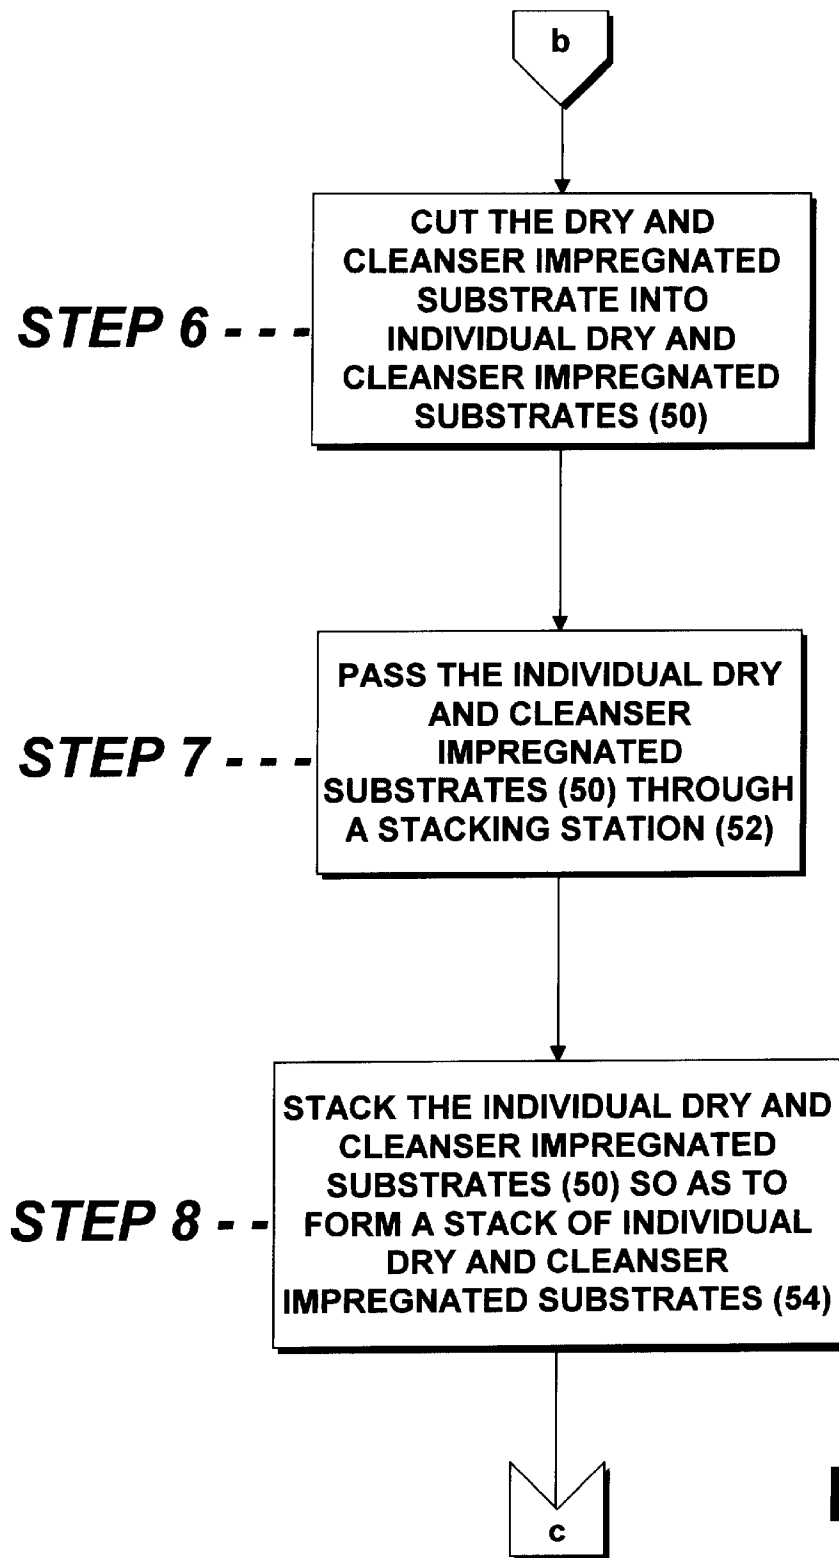 b
CUT THE DRY AND
CLEANSER IMPREGNATED
SUBSTRATE INTO
INDIVIDUAL DRY AND
CLEANSER IMPREGNATED
SUBSTRATES (50)
STEP 6 - - -
PASS THE INDIVIDUAL DRY
AND CLEANSER
IMPREGNATED
SUBSTRATES (50) THROUGH
A STACKING STATION (52)
STEP 7 - - -
STACK THE INDIVIDUAL DRY AND
CLEANSER IMPREGNATED
SUBSTRATES (50) SO AS TO
FORM A STACK OF INDIVIDUAL
DRY AND CLEANSER
IMPREGNATED SUBSTRATES (54)
STEP 8 - -
c